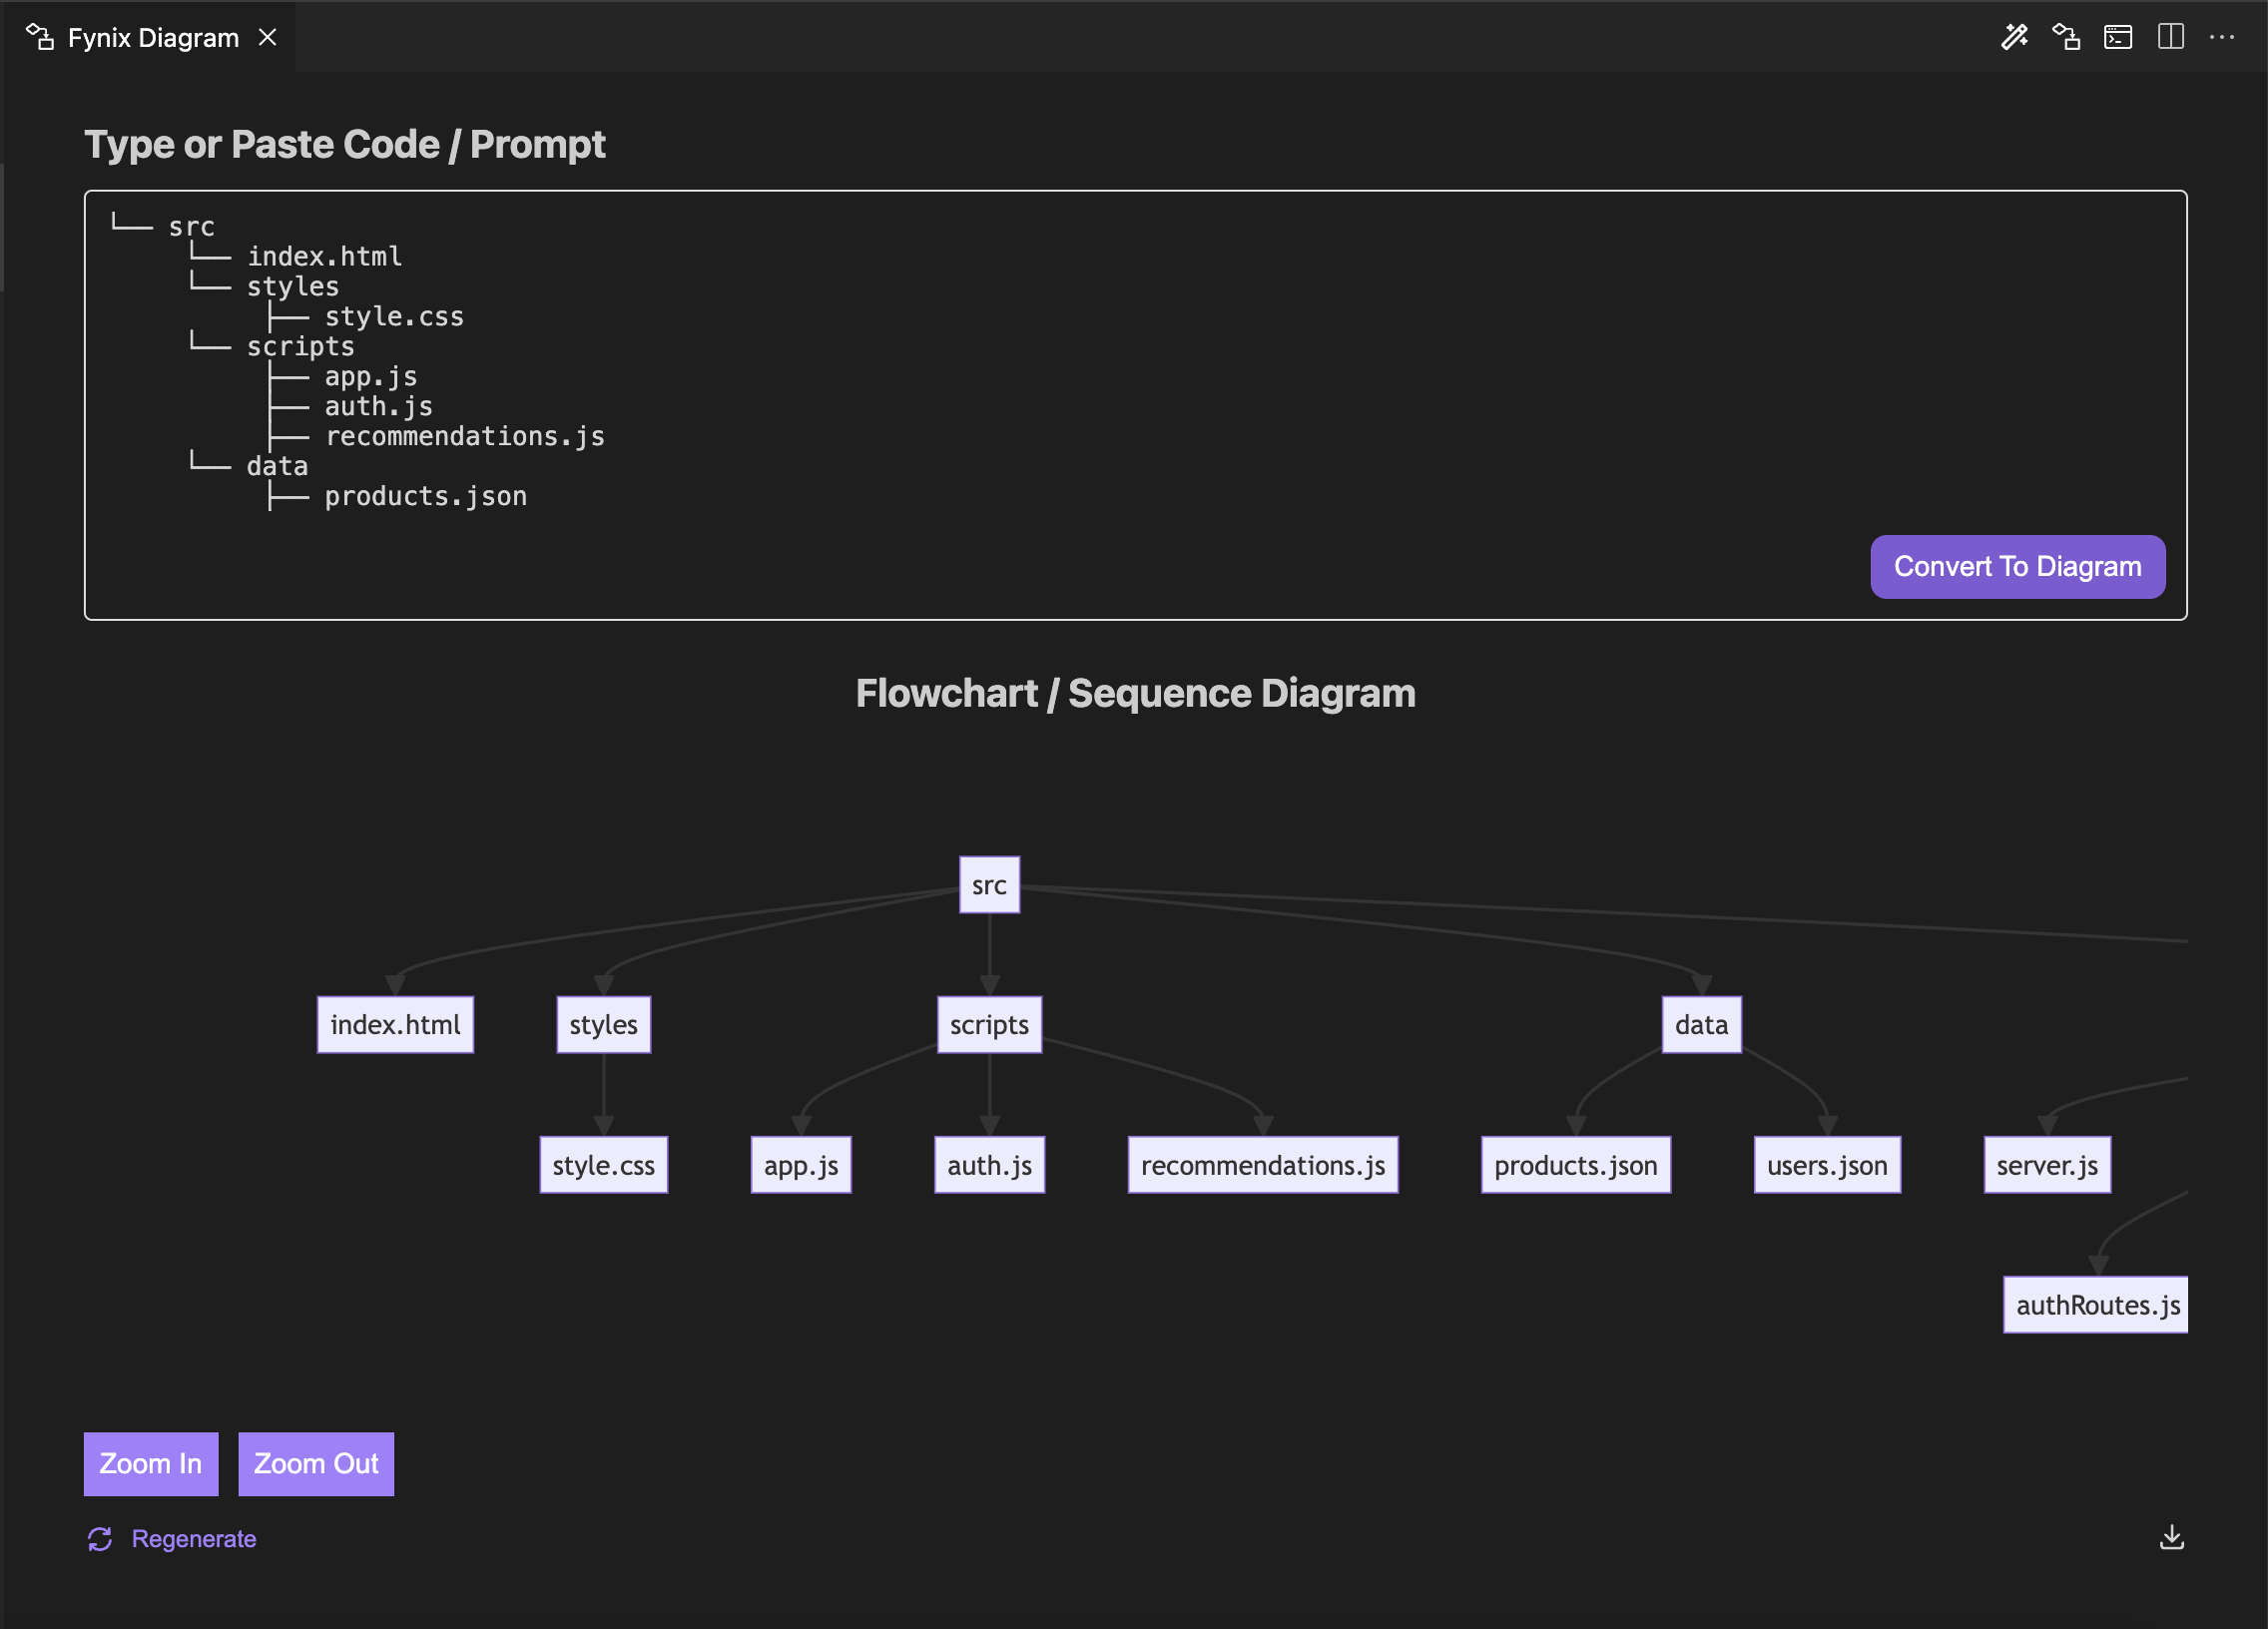 Fynix Diagram
Type or Paste Code / Prompt
└── src
     └── index.html
     └── styles
          ├── style.css
     └── scripts
          ├── app.js
          ├── auth.js
          ├── recommendations.js
     └── data
          ├── products.json
Convert To Diagram
Flowchart / Sequence Diagram
src
index.html
styles
scripts
data
style.css
app.js
auth.js
recommendations.js
products.json
users.json
server.js
authRoutes.js
Zoom In
Zoom Out
Regenerate